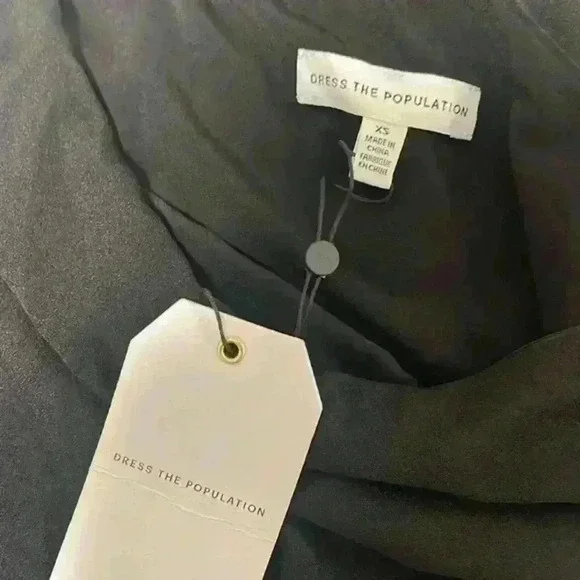 DRESS THE POPULATION
XS
MADE IN
CHINA
FABRIQUE
EN CHINE
DRESS THE POPULATION